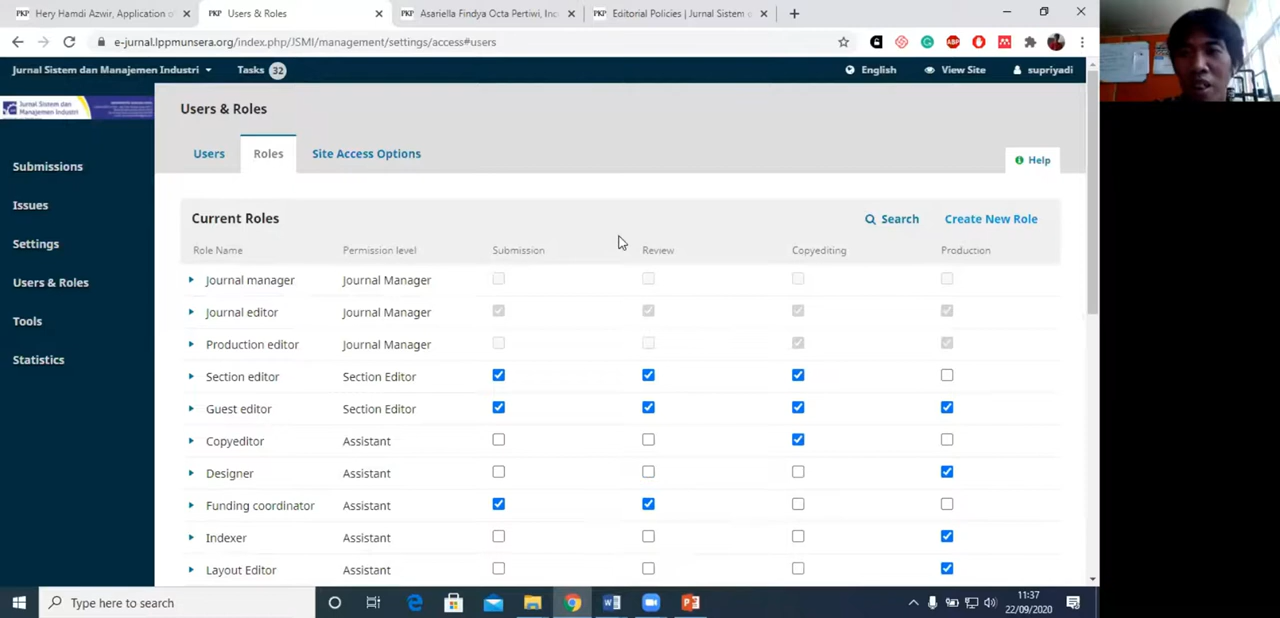 Hery Hamdi Azwir, Application o
Users & Roles
Asariella Findya Octa Pertiwi, Inc
Editorial Policies | Jurnal Sistem
e-jurnal.lppmunsera.org/index.php/JSMI/management/settings/access#users
Jurnal Sistem dan Manajemen Industri
Tasks 32
English
View Site
supriyadi
Jurnal Sistem dan
Manajemen Industri
Users & Roles
Users
Roles
Site Access Options
Help
Submissions
Issues
Settings
Users & Roles
Tools
Statistics
Current Roles
Search
Create New Role
Role Name Permission level Submission Review Copyediting Production
Journal manager Journal Manager
Journal editor Journal Manager
Production editor Journal Manager
Section editor Section Editor
Guest editor Section Editor
Copyeditor Assistant
Designer Assistant
Funding coordinator Assistant
Indexer Assistant
Layout Editor Assistant
Type here to search
11:37
22/09/2020